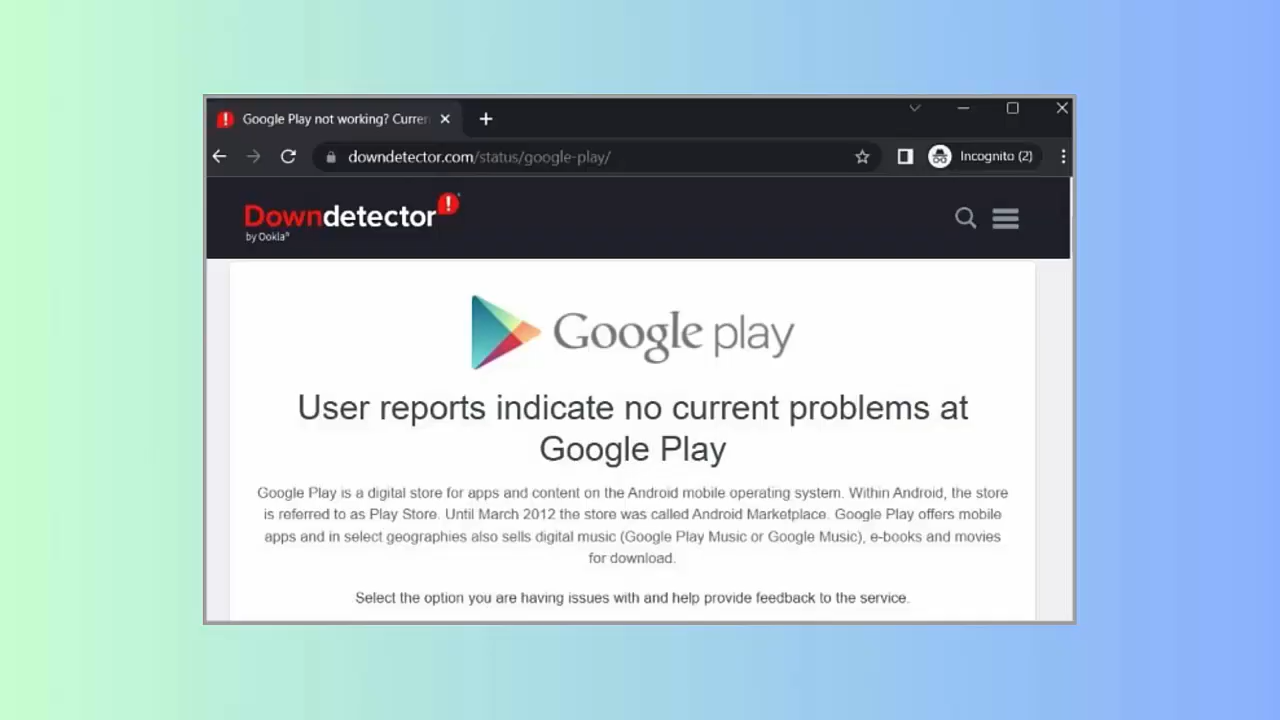 Google Play not working? Curre
downdetector.com/status/google-play/
Incognito (2)
Downdetector
by Ookla®
Google play
User reports indicate no current problems at
Google Play
Google Play is a digital store for apps and content on the Android mobile operating system. Within Android, the store
is referred to as Play Store. Until March 2012 the store was called Android Marketplace. Google Play offers mobile
apps and in select geographies also sells digital music (Google Play Music or Google Music), e-books and movies
for download.
Select the option you are having issues with and help provide feedback to the service.